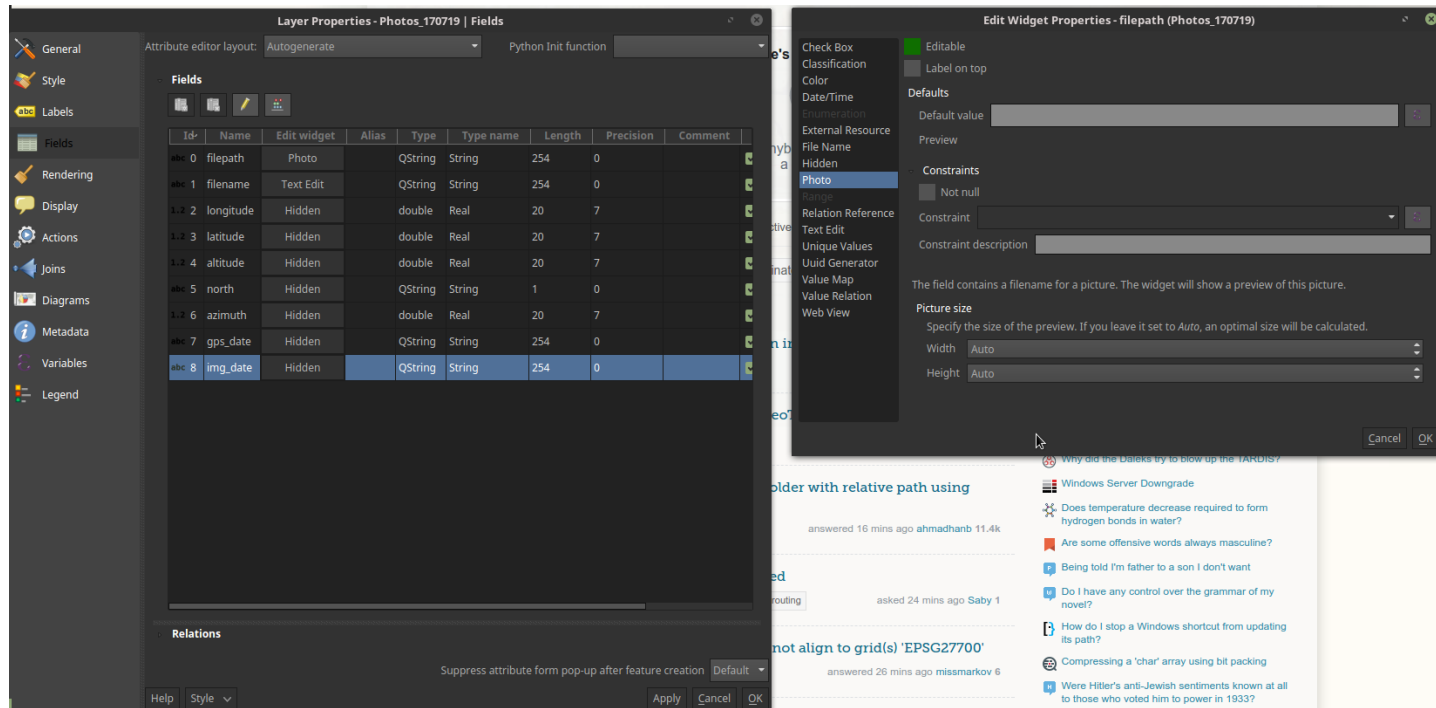 Layer Properties - Photos_170719 | Fields
General
Style
Labels
Fields
Rendering
Display
Actions
Joins
Diagrams
Metadata
Variables
Legend
Attribute editor layout: Autogenerate Python Init function
Fields
Id Name Edit widget Alias Type Type name Length Precision Comment
abc 0 filepath Photo QString String 254 0
abc 1 filename Text Edit QString String 254 0
1.2 2 longitude Hidden double Real 20 7
1.2 3 latitude Hidden double Real 20 7
1.2 4 altitude Hidden double Real 20 7
abc 5 north Hidden QString String 1 0
1.2 6 azimuth Hidden double Real 20 7
abc 7 gps_date Hidden QString String 254 0
abc 8 img_date Hidden QString String 254 0
Relations
Suppress attribute form pop-up after feature creation Default
Help Style Apply Cancel OK
Edit Widget Properties - filepath (Photos_170719)
Check Box
Classification
Color
Date/Time
Enumeration
External Resource
File Name
Hidden
Photo
Range
Relation Reference
Text Edit
Unique Values
Uuid Generator
Value Map
Value Relation
Web View
Editable
Label on top
Defaults
Default value
Preview
Constraints
Not null
Constraint
Constraint description
The field contains a filename for a picture. The widget will show a preview of this picture.
Picture size
Specify the size of the preview. If you leave it set to Auto, an optimal size will be calculated.
Width Auto
Height Auto
Cancel OK
older with relative path using
answered 16 mins ago ahmadhanb 11.4k
ed
routing asked 24 mins ago Saby 1
not align to grid(s) 'EPSG27700'
answered 26 mins ago missmarkov 6
Why did the Daleks try to blow up the TARDIS?
Windows Server Downgrade
Does temperature decrease required to form
hydrogen bonds in water?
Are some offensive words always masculine?
Being told I'm father to a son I don't want
Do I have any control over the grammar of my
novel?
How do I stop a Windows shortcut from updating
its path?
Compressing a 'char' array using bit packing
Were Hitler's anti-Jewish sentiments known at all
to those who voted him to power in 1933?